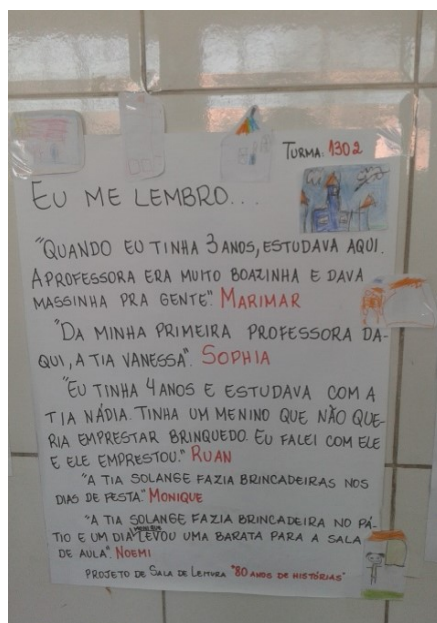 TURMA: 1302
EU ME LEMBRO...
"QUANDO EU TINHA 3 ANOS, ESTUDAVA AQUI.
A PROFESSORA ERA MUITO BOAZINHA E DAVA
MASSINHA PRA GENTE". MARIMAR
"DA MINHA PRIMEIRA PROFESSORA DA-
QUI, A TIA VANESSA". SOPHIA
"EU TINHA 4 ANOS E ESTUDAVA COM A
TIA NÁDIA. TINHA UM MENINO QUE NÃO QUE-
RIA EMPRESTAR BRINQUEDO. EU FALEI COM ELE
E ELE EMPRESTOU." RUAN
"A TIA SOLANGE FAZIA BRINCADEIRAS NOS
DIAS DE FESTA." MONIQUE
"A TIA SOLANGE FAZIA BRINCADEIRA NO PÁ-
TIO E UM DIA LEVOU UMA BARATA PARA A SALA
DE AULA". NOEMI
PROJETO DE SALA DE LEITURA "80 ANOS DE HISTÓRIAS"